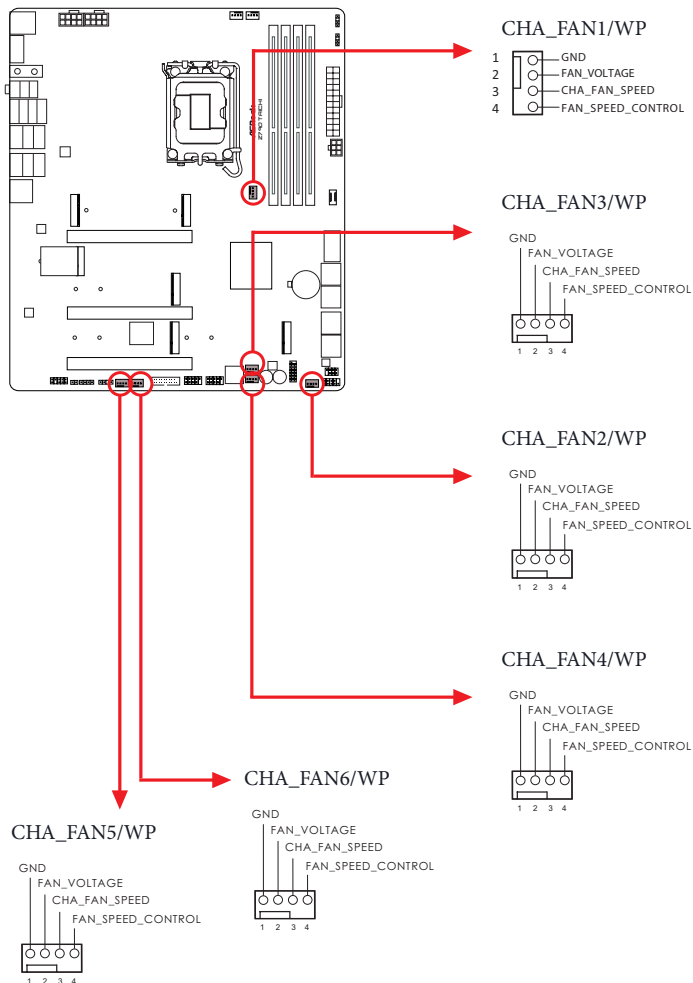 CHA_FAN1/WP
1 GND
2 FAN_VOLTAGE
3 CHA_FAN_SPEED
4 FAN_SPEED_CONTROL
Z790 TAICHI
CHA_FAN3/WP
GND
FAN_VOLTAGE
CHA_FAN_SPEED
FAN_SPEED_CONTROL
1 2 3 4
CHA_FAN2/WP
GND
FAN_VOLTAGE
CHA_FAN_SPEED
FAN_SPEED_CONTROL
1 2 3 4
CHA_FAN4/WP
GND
FAN_VOLTAGE
CHA_FAN_SPEED
FAN_SPEED_CONTROL
1 2 3 4
CHA_FAN6/WP
GND
FAN_VOLTAGE
CHA_FAN_SPEED
FAN_SPEED_CONTROL
1 2 3 4
CHA_FAN5/WP
GND
FAN_VOLTAGE
CHA_FAN_SPEED
FAN_SPEED_CONTROL
1 2 3 4